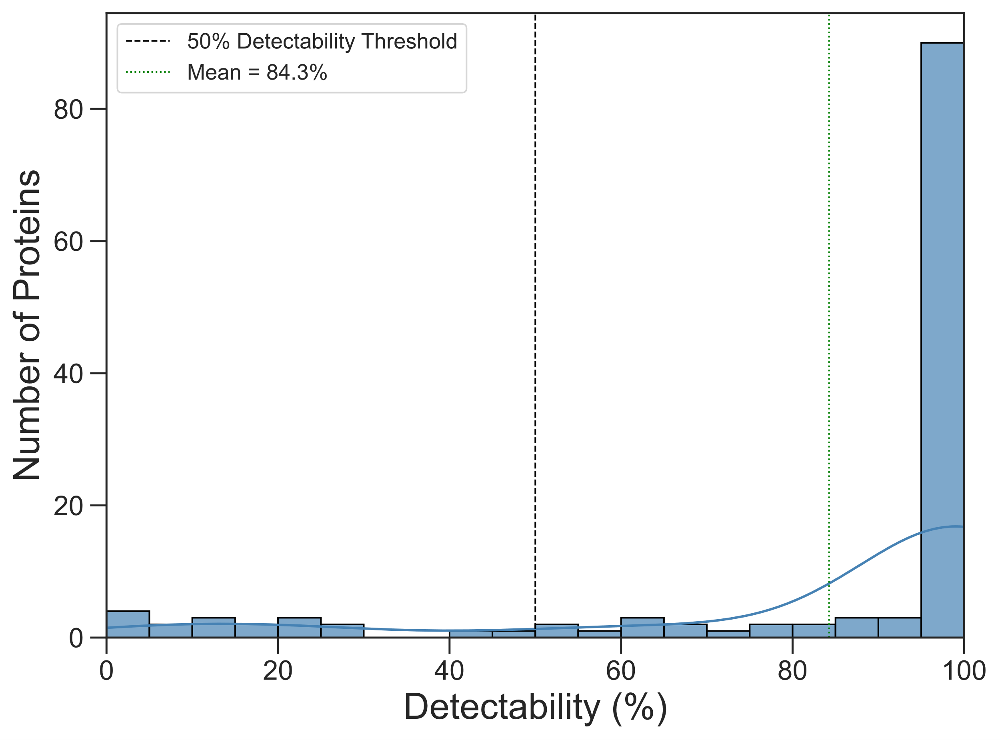 50% Detectability Threshold
Mean = 84.3%
Number of Proteins
80
60
40
20
0
0 20 40 60 80 100
Detectability (%)